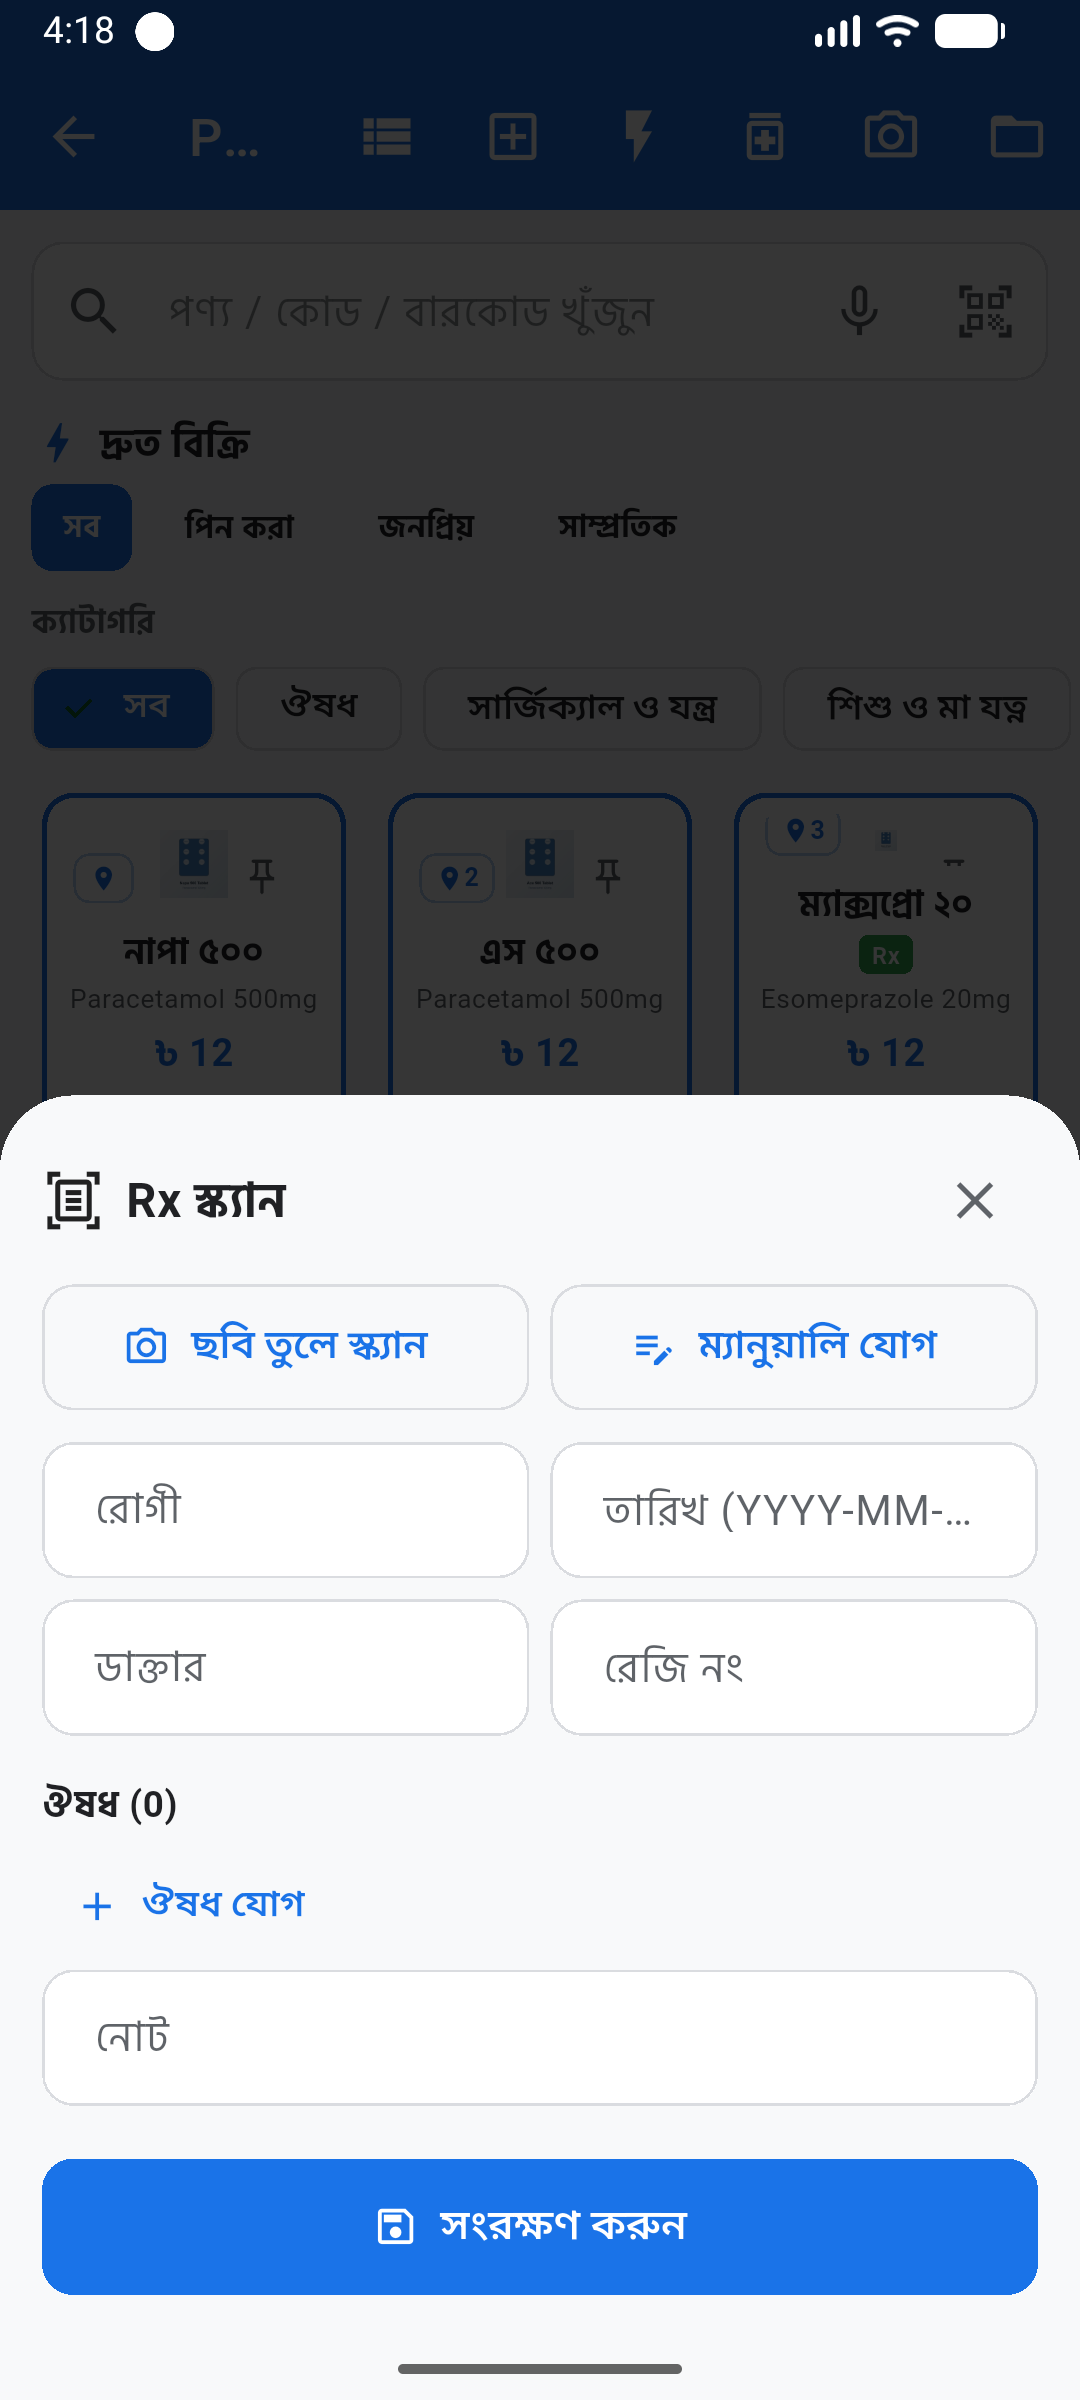 4:18
P...
পণ্য / কোড / বারকোড খুঁজুন
দ্রুত বিক্রি
সব পিন করা জনপ্রিয় সাম্প্রতিক
ক্যাটাগরি
সব ঔষধ সার্জিক্যাল ও যন্ত্র শিশু ও মা যত্ন
2 3
নাপা ৫০০ এস ৫০০ ম্যাক্সপ্রো ২০
Rx
Paracetamol 500mg Paracetamol 500mg Esomeprazole 20mg
৳ 12 ৳ 12 ৳ 12
Rx স্ক্যান
ছবি তুলে স্ক্যান ম্যানুয়ালি যোগ
রোগী তারিখ (YYYY-MM-...
ডাক্তার রেজি নং
ঔষধ (0)
+ ঔষধ যোগ
নোট
সংরক্ষণ করুন